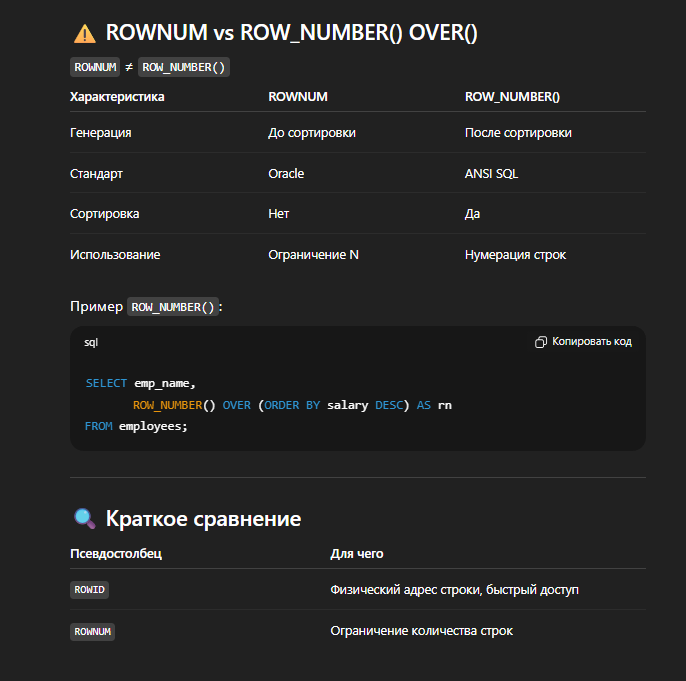 ⚠️ ROWNUM vs ROW_NUMBER() OVER()
ROWNUM ≠ ROW_NUMBER()
Характеристика ROWNUM ROW_NUMBER()
Генерация До сортировки После сортировки
Стандарт Oracle ANSI SQL
Сортировка Нет Да
Использование Ограничение N Нумерация строк
Пример ROW_NUMBER():
sql Копировать код
SELECT emp_name,
ROW_NUMBER() OVER (ORDER BY salary DESC) AS rn
FROM employees;
🔍 Краткое сравнение
Псевдостолбец Для чего
ROWID Физический адрес строки, быстрый доступ
ROWNUM Ограничение количества строк